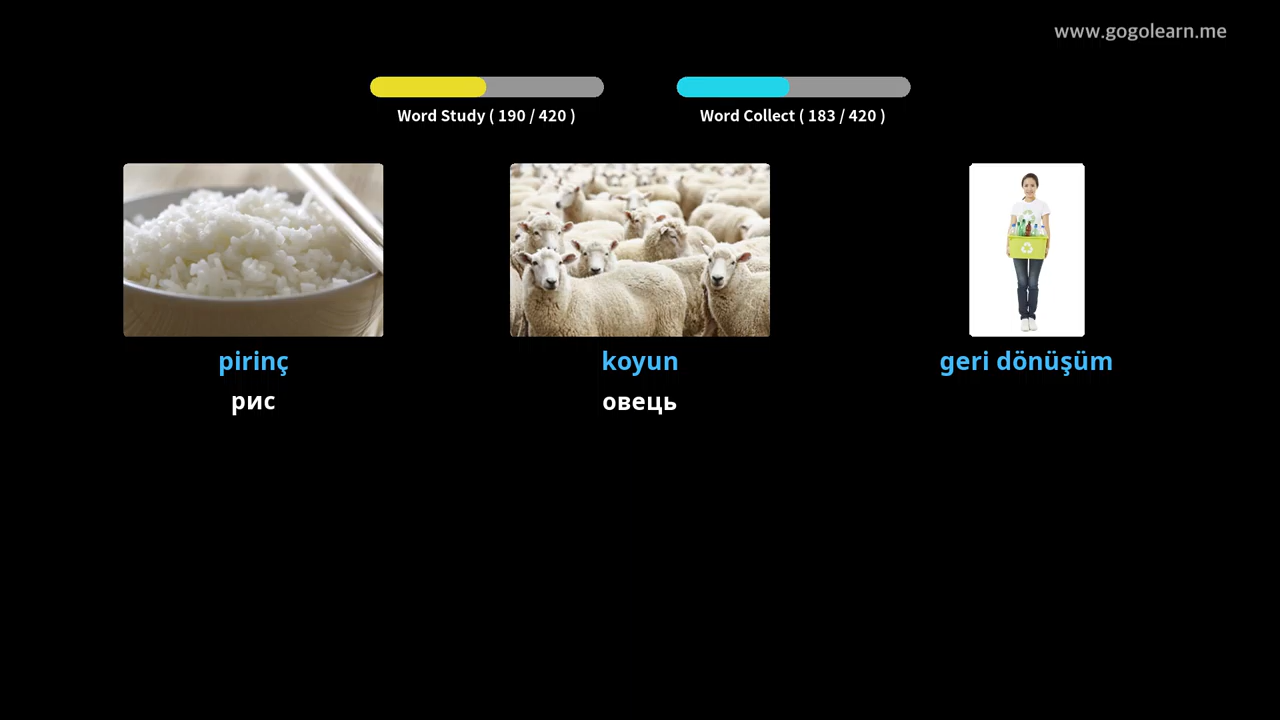 www.gogolearn.me
Word Study ( 190 / 420 )
Word Collect ( 183 / 420 )
pirinç
koyun
geri dönüşüm
рис
овець